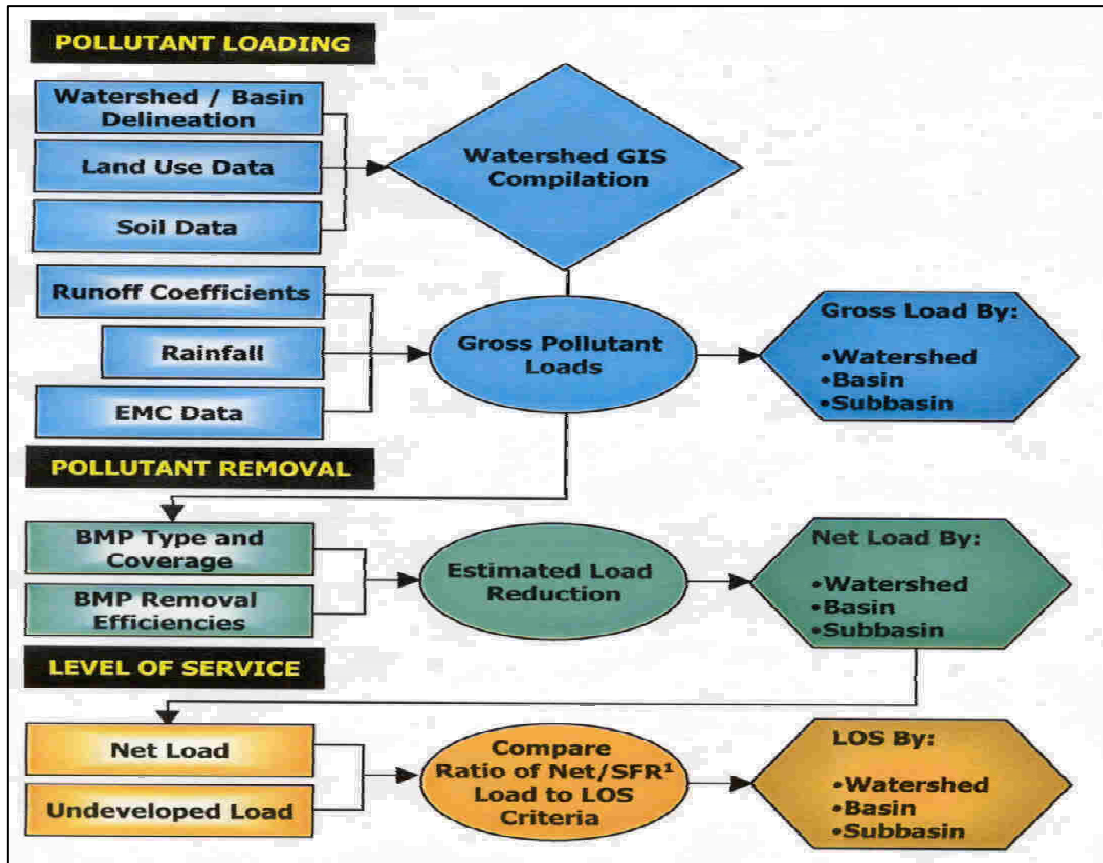 POLLUTANT LOADING
Watershed / Basin
Delineation
Land Use Data
Soil Data
Watershed GIS
Compilation
Runoff Coefficients
Rainfall
EMC Data
Gross Pollutant
Loads
Gross Load By:
•Watershed
•Basin
•Subbasin
POLLUTANT REMOVAL
BMP Type and
Coverage
BMP Removal
Efficiencies
Estimated Load
Reduction
Net Load By:
•Watershed
•Basin
•Subbasin
LEVEL OF SERVICE
Net Load
Undeveloped Load
Compare
Ratio of Net/SFR¹
Load to LOS
Criteria
LOS By:
•Watershed
•Basin
•Subbasin